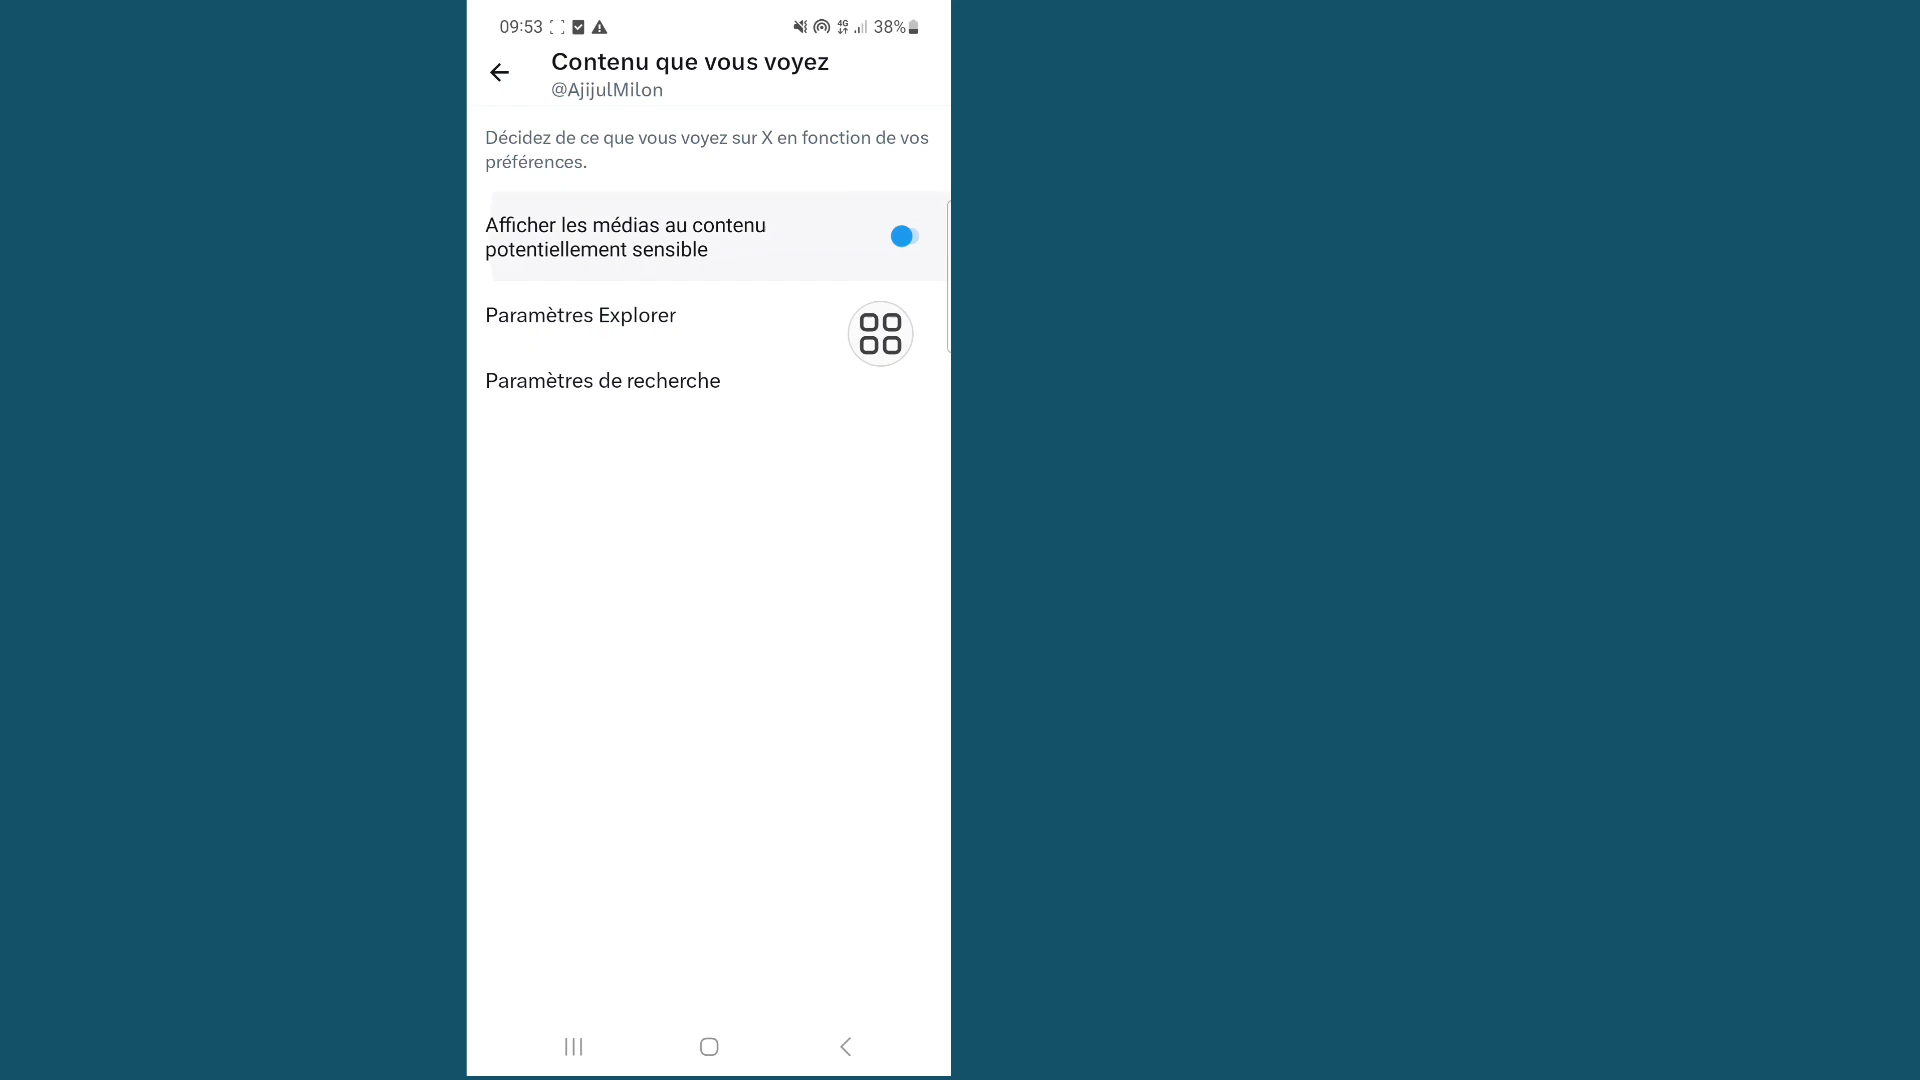 09:53 4G 38%
Contenu que vous voyez
@AjijulMilon
Décidez de ce que vous voyez sur X en fonction de vos
préférences.
Afficher les médias au contenu
potentiellement sensible
Paramètres Explorer
Paramètres de recherche